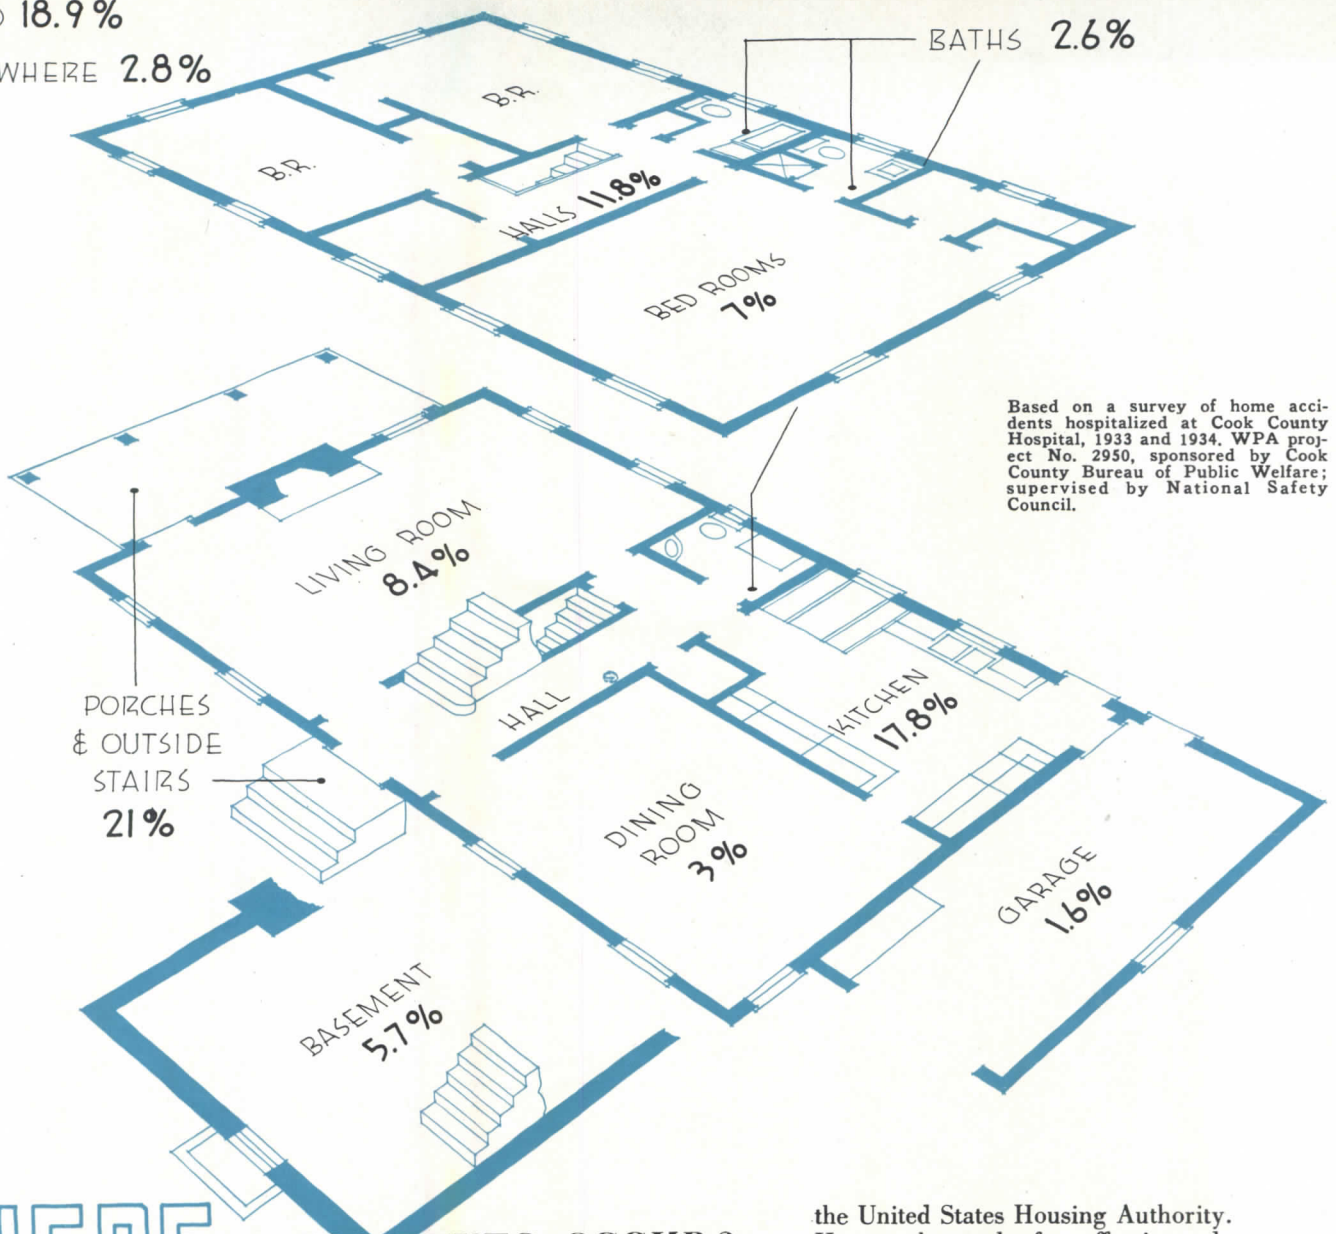 18.9%
WHERE 2.8%
BATHS 2.6%
B.R.
B.R.
HALLS 11.8%
BED ROOMS
7%
Based on a survey of home acci-
dents hospitalized at Cook County
Hospital, 1933 and 1934. WPA proj-
ect No. 2950, sponsored by Cook
County Bureau of Public Welfare;
supervised by National Safety
Council.
LIVING ROOM
8.4%
HALL
KITCHEN
17.8%
PORCHES
& OUTSIDE
STAIRS
21%
DINING
ROOM
3%
GARAGE
1.6%
BASEMENT
5.7%
the United States Housing Authority.